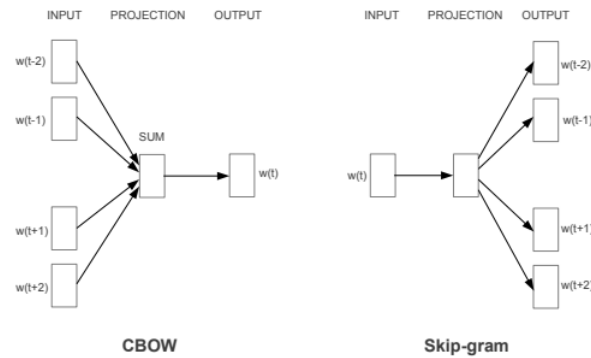 INPUT PROJECTION OUTPUT
w(t-2)
w(t-1)
SUM
w(t)
w(t+1)
w(t+2)
CBOW
INPUT PROJECTION OUTPUT
w(t-2)
w(t-1)
w(t)
w(t+1)
w(t+2)
Skip-gram